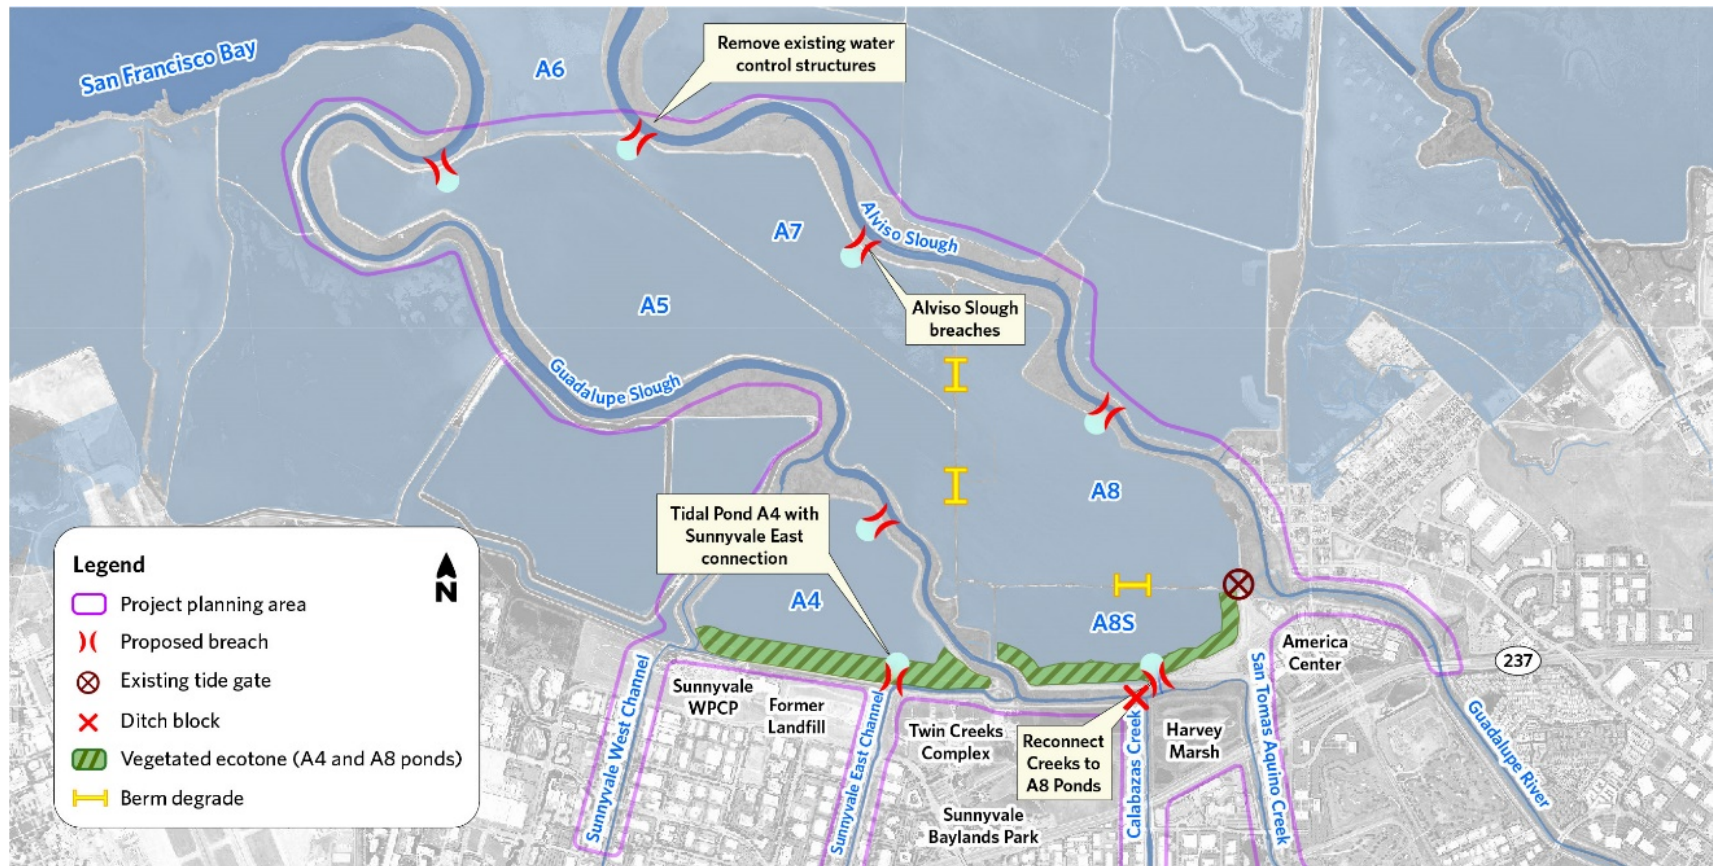 San Francisco Bay
A6
Remove existing water
control structures
A7
Alviso Slough
A5
Alviso Slough
breaches
Guadalupe Slough
A8
Tidal Pond A4 with
Sunnyvale East
connection
A4
A8S
America
Center
237
Legend
N
Project planning area
Proposed breach
Existing tide gate
Ditch block
Vegetated ecotone (A4 and A8 ponds)
Berm degrade
Sunnyvale West Channel
Sunnyvale
WPCP
Former
Landfill
Sunnyvale East Channel
Twin Creeks
Complex
Reconnect
Creeks to
A8 Ponds
Sunnyvale
Baylands Park
Calabazas Creek
Harvey
Marsh
San Tomas Aquino Creek
Guadalupe River